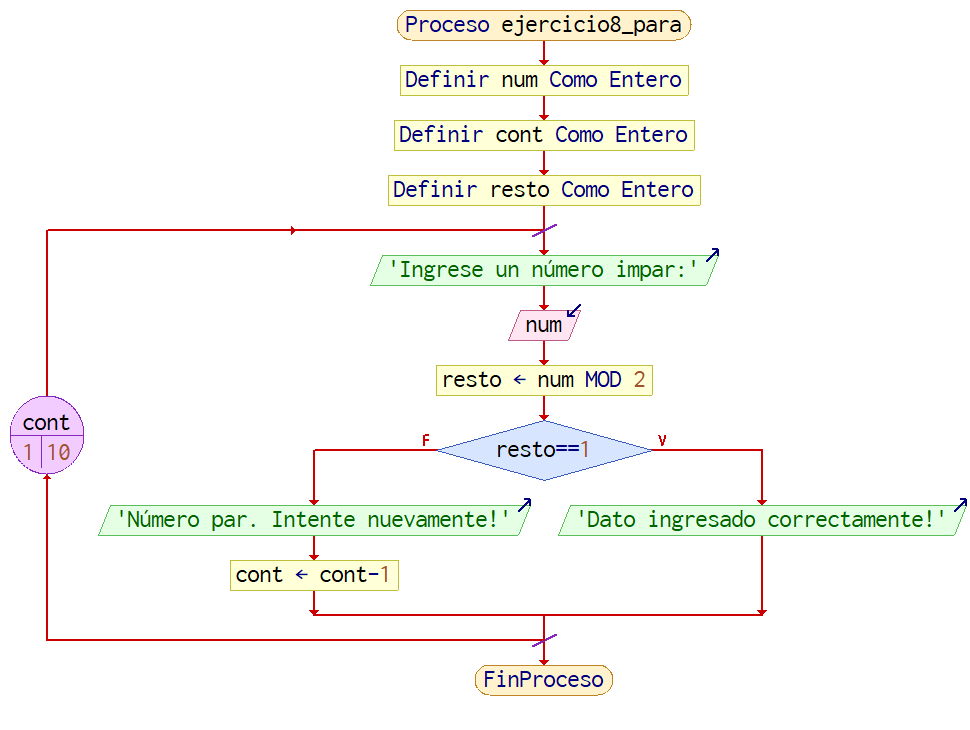 Proceso ejercicio8_para
Definir num Como Entero
Definir cont Como Entero
Definir resto Como Entero
'Ingrese un número impar:'
num
resto ← num MOD 2
cont
1 10
resto==1
F
V
'Número par. Intente nuevamente!'
'Dato ingresado correctamente!'
cont ← cont-1
FinProceso